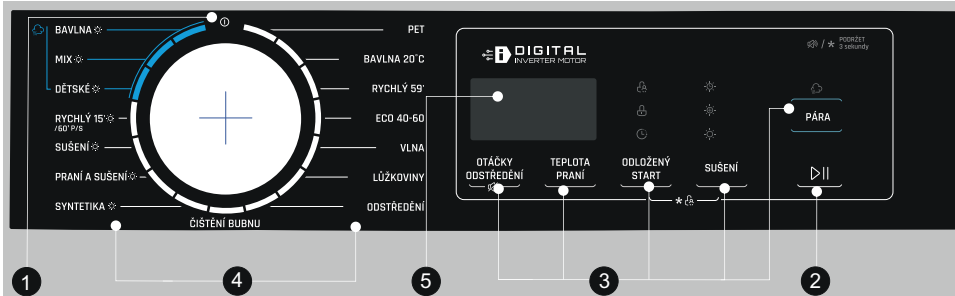 BAVLNA
MIX
DĚTSKÉ
RYCHLÝ 15'
/60' P/S
SUŠENÍ
PRANÍ A SUŠENÍ
SYNTETIKA
ČIŠTĚNÍ BUBNU
PET
BAVLNA 20°C
RYCHLÝ 59'
ECO 40-60
VLNA
LŮŽKOVINY
ODSTŘEDĚNÍ
DIGITAL
INVERTER MOTOR
/ * PODRŽET
3 sekundy
PÁRA
OTÁČKY
ODSTŘEDĚNÍ
TEPLOTA
PRANÍ
ODLOŽENÝ
START
SUŠENÍ
*
1
4
5
3
2